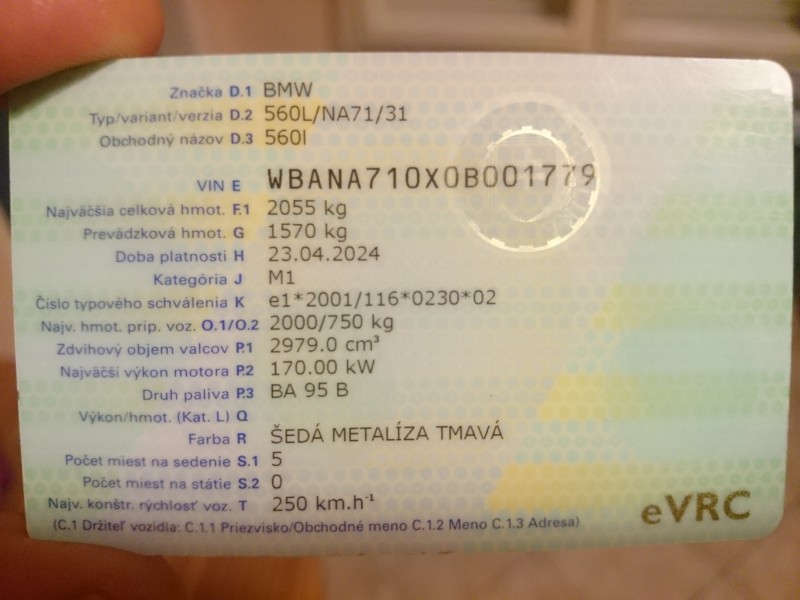 Značka D.1 BMW
Typ/variant/verzia D.2 560L/NA71/31
Obchodný názov D.3 560l
VIN E WBANA710X0B001779
Najväčšia celková hmot. F.1 2055 kg
Prevádzková hmot. G 1570 kg
Doba platnosti H 23.04.2024
Kategória J M1
Číslo typového schválenia K e1*2001/116*0230*02
Najv. hmot. príp. voz. O.1/O.2 2000/750 kg
Zdvihový objem valcov P.1 2979.0 cm³
Najväčší výkon motora P.2 170.00 kW
Druh paliva P.3 BA 95 B
Výkon/hmot. (Kat. L) Q
Farba R ŠEDÁ METALÍZA TMAVÁ
Počet miest na sedenie S.1 5
Počet miest na státie S.2 0
Najv. konštr. rýchlosť voz. T 250 km.h⁻¹
(C.1 Držiteľ vozidla: C.1.1 Priezvisko/Obchodné meno C.1.2 Meno C.1.3 Adresa)
eVRC